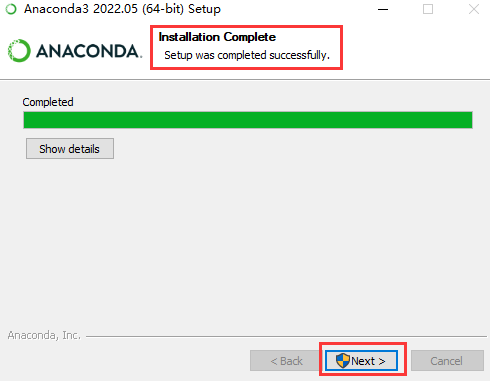 Anaconda3 2022.05 (64-bit) Setup
Installation Complete
Setup was completed successfully.
ANACONDA.
Completed
Show details
Anaconda, Inc.
< Back
Next >
Cancel